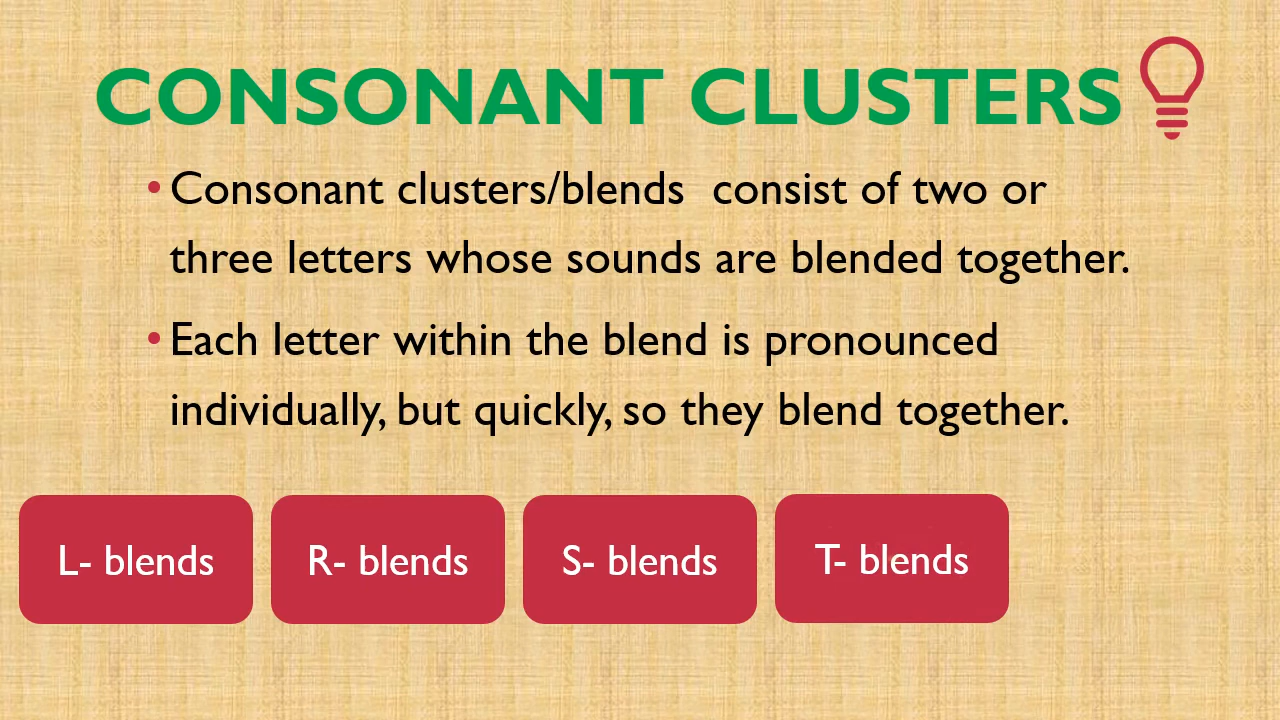 CONSONANT CLUSTERS
• Consonant clusters/blends  consist of two or
three letters whose sounds are blended together.
• Each letter within the blend is pronounced
individually, but quickly, so they blend together.
L- blends
R- blends
S- blends
T- blends